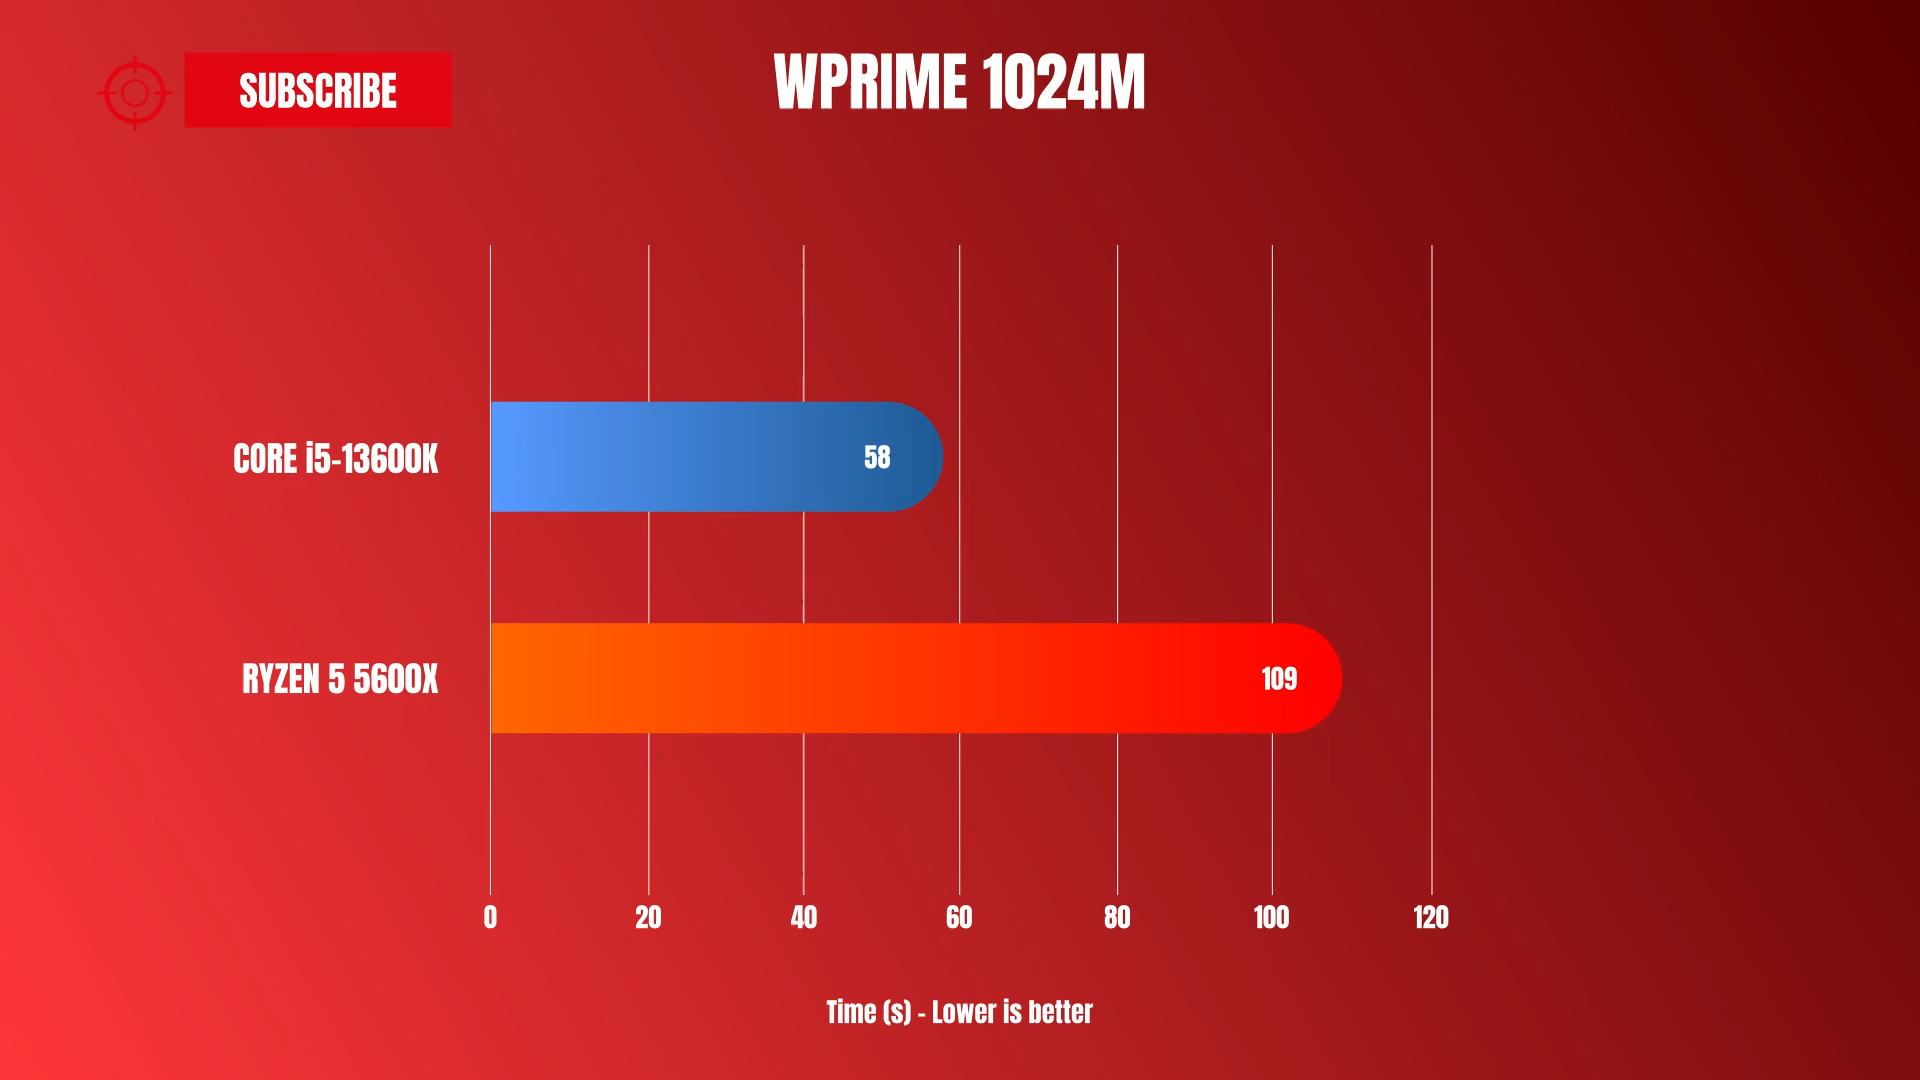 SUBSCRIBE
WPRIME 1024M
CORE i5-13600K
58
RYZEN 5 5600X
109
0 20 40 60 80 100 120
Time (s) - Lower is better